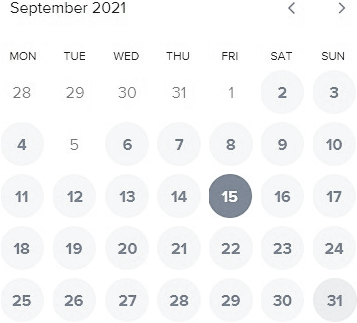 September 2021
MON TUE WED THU FRI SAT SUN
28 29 30 31 1 2 3
4 5 6 7 8 9 10
11 12 13 14 15 16 17
18 19 20 21 22 23 24
25 26 27 28 29 30 31